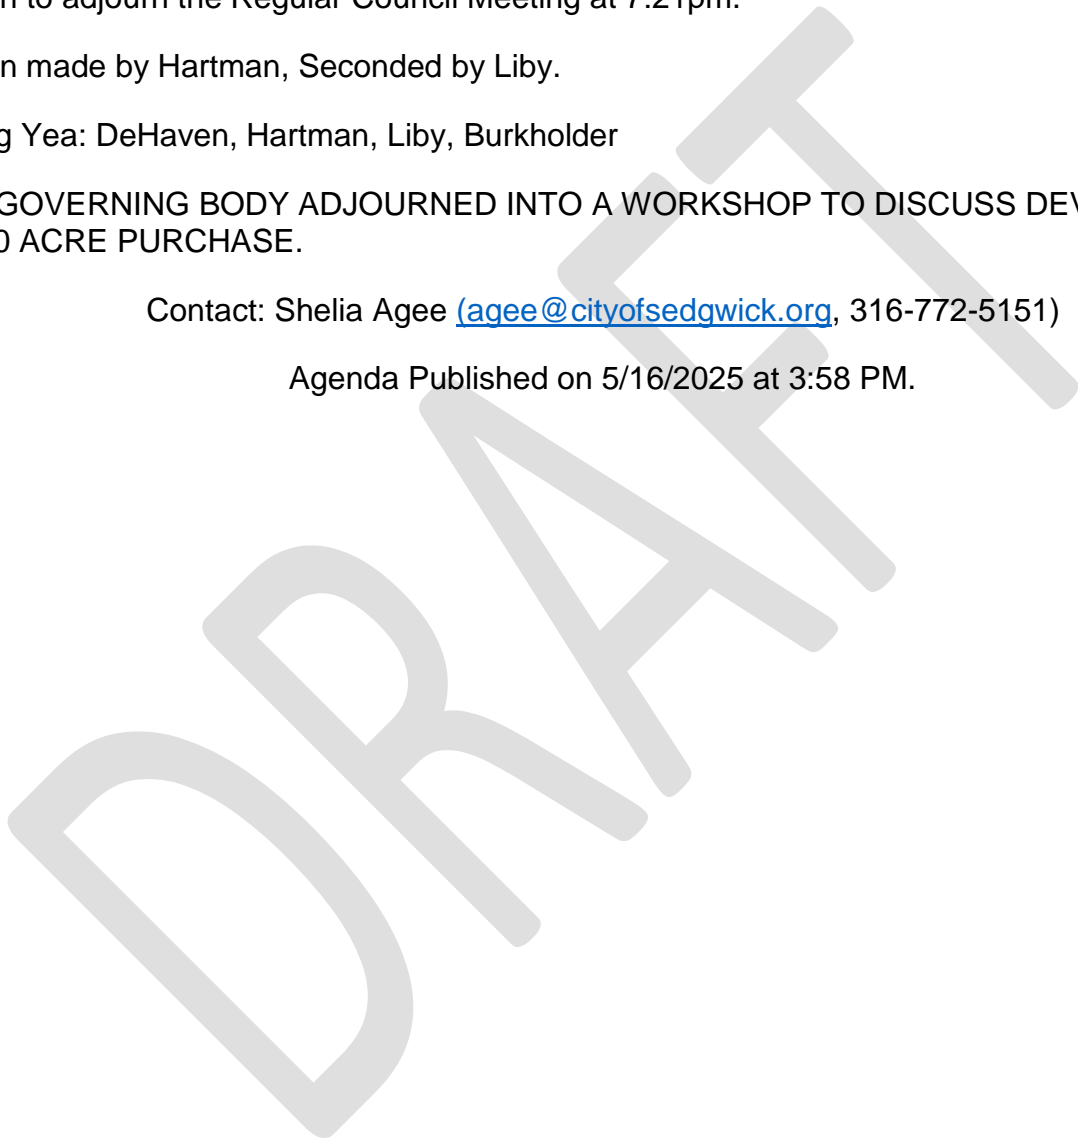 n to adjourn the Regular Council Meeting at 7:21pm.
n made by Hartman, Seconded by Liby.
g Yea: DeHaven, Hartman, Liby, Burkholder
GOVERNING BODY ADJOURNED INTO A WORKSHOP TO DISCUSS DEV
0 ACRE PURCHASE.
Contact: Shelia Agee (agee@cityofsedgwick.org, 316-772-5151)
Agenda Published on 5/16/2025 at 3:58 PM.
DRAFT